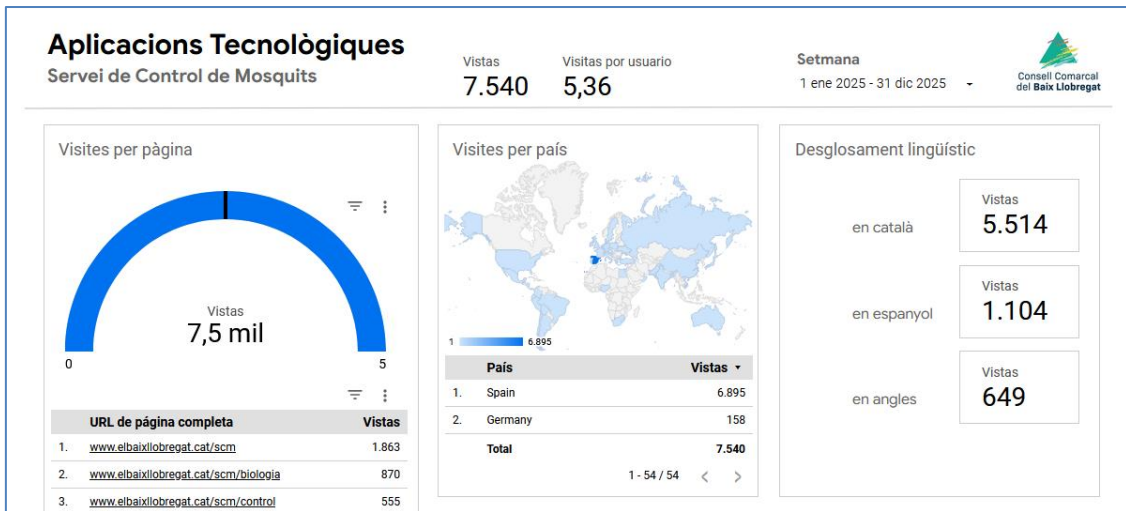 Aplicacions Tecnològiques
Servei de Control de Mosquits
Vistas
7.540
Visitas por usuario
5,36
Setmana
1 ene 2025 - 31 dic 2025
Consell Comarcal
del Baix Llobregat
Visites per pàgina
Vistas
7,5 mil
0
5
URL de página completa Vistas
1. www.elbaixllobregat.cat/scm 1.863
2. www.elbaixllobregat.cat/scm/biologia 870
3. www.elbaixllobregat.cat/scm/control 555
Visites per país
1
6.895
País Vistas
1. Spain 6.895
2. Germany 158
Total 7.540
1 - 54 / 54
Desglosament lingüístic
en català
Vistas
5.514
en espanyol
Vistas
1.104
en angles
Vistas
649